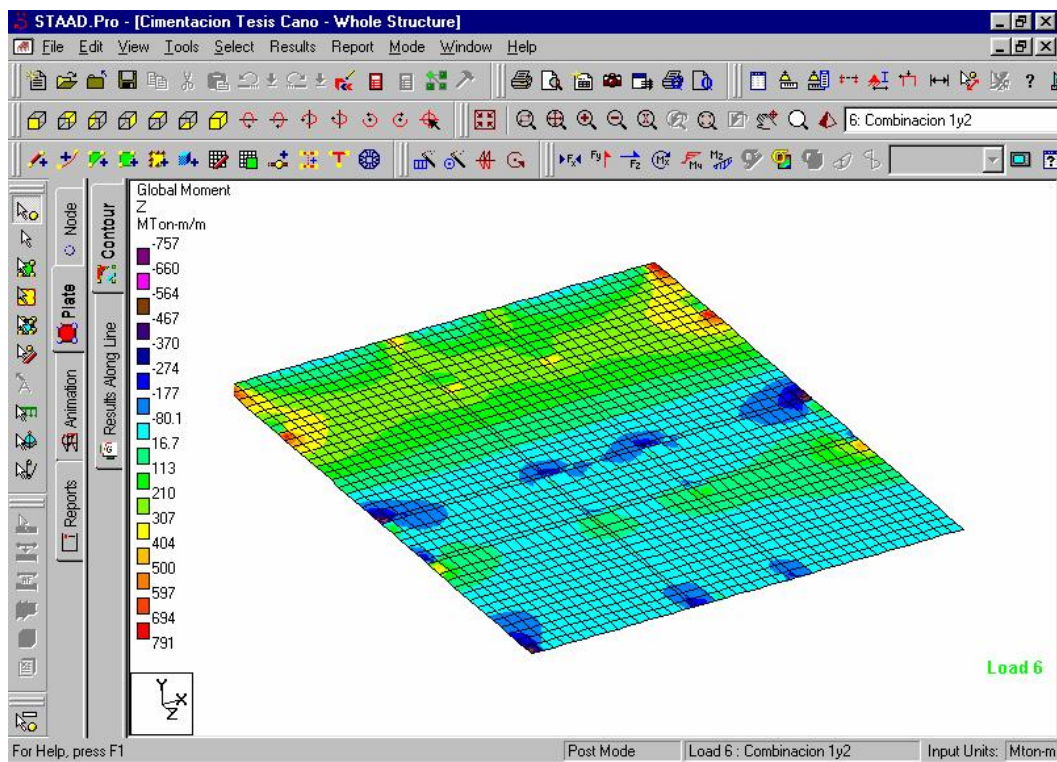 STAAD.Pro - [Cimentacion Tesis Cano - Whole Structure]
File Edit View Tools Select Results Report Mode Window Help
6: Combinacion 1y2
Node
Plate
Animation
Reports
Contour
Results Along Line
Global Moment
Z
MTon-m/m
-757
-660
-564
-467
-370
-274
-177
-80.1
16.7
113
210
307
404
500
597
694
791
Y
X
Z
Load 6
For Help, press F1 Post Mode Load 6 : Combinacion 1y2 Input Units: Mton-m